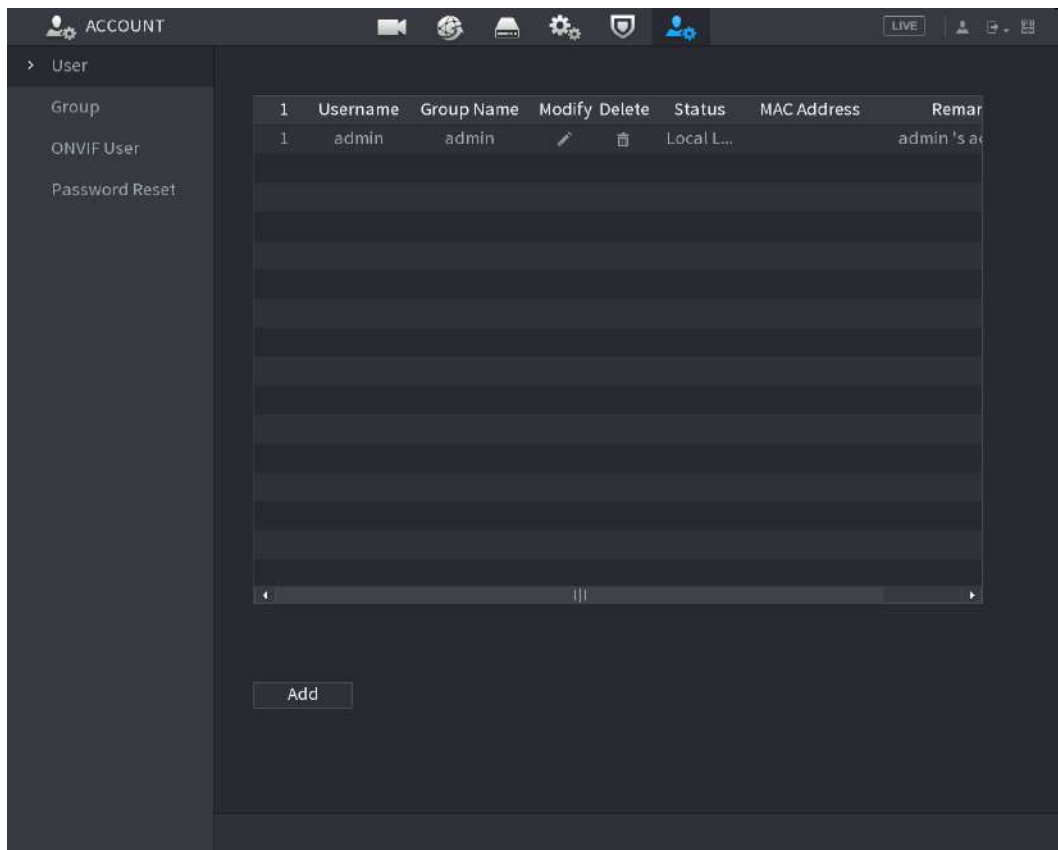 ACCOUNT LIVE
User
Group
ONVIF User
Password Reset
1 Username Group Name Modify Delete Status MAC Address Remar
1 admin admin Local L... admin 's a
Add